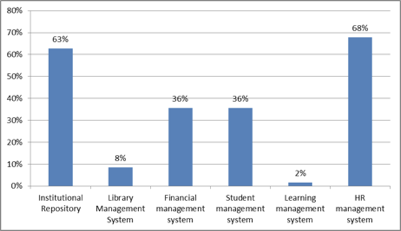 80%
70%
60%
50%
40%
30%
20%
10%
0%
63%
8%
36%
36%
2%
68%
Institutional
Repository
Library
Management
System
Financial
management
system
Student
management
system
Learning
management
system
HR
management
system